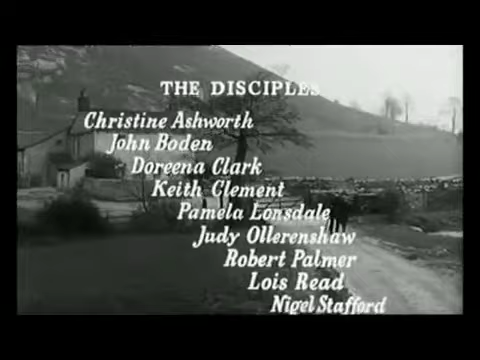 THE DISCIPLES
Christine Ashworth
John Boden
Doreena Clark
Keith Clement
Pamela Lonsdale
Judy Ollerenshaw
Robert Palmer
Lois Read
Nigel Stafford